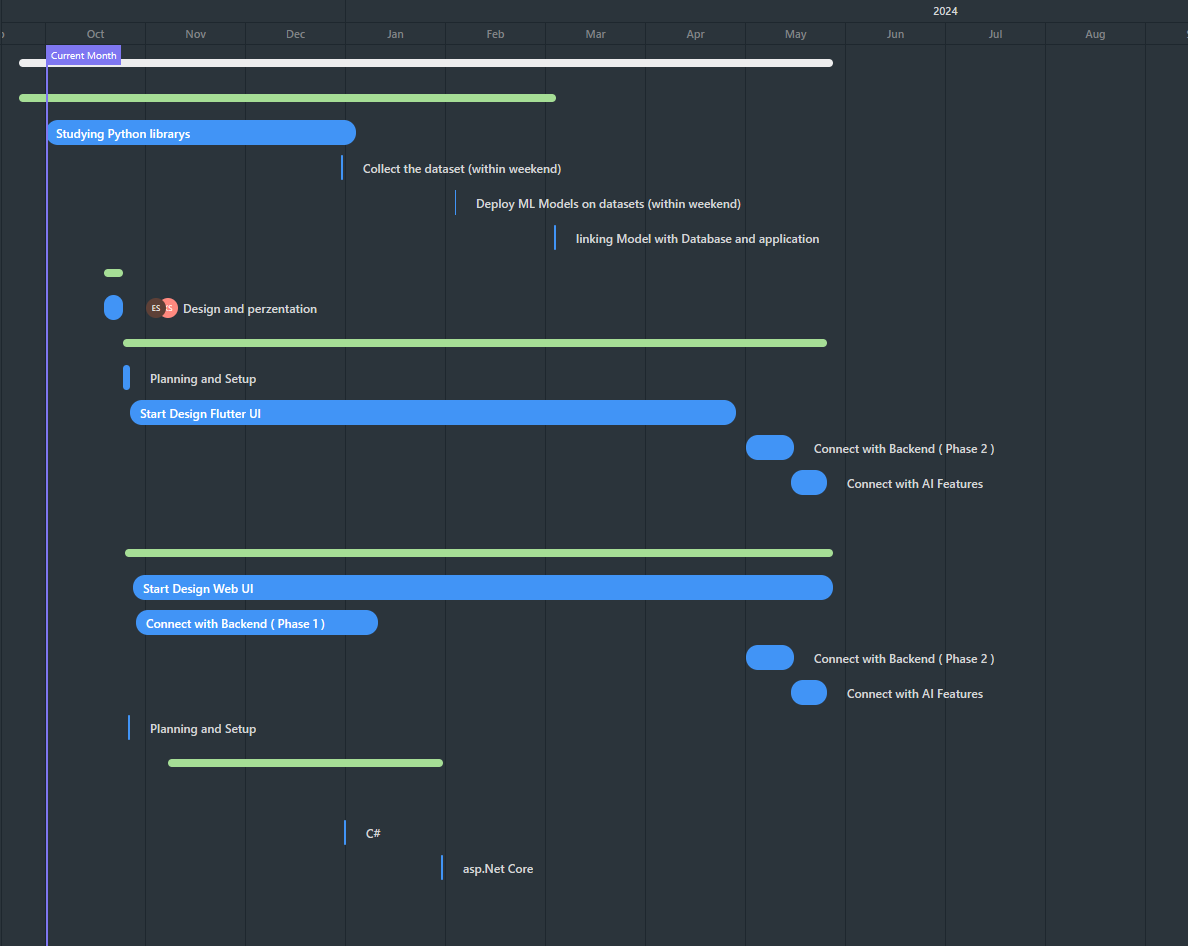 2024
Oct Nov Dec Jan Feb Mar Apr May Jun Jul Aug
Current Month
Studying Python librarys
Collect the dataset (within weekend)
Deploy ML Models on datasets (within weekend)
linking Model with Database and application
ES Design and perzentation
Planning and Setup
Start Design Flutter UI
Connect with Backend ( Phase 2 )
Connect with AI Features
Start Design Web UI
Connect with Backend ( Phase 1 )
Connect with Backend ( Phase 2 )
Connect with AI Features
Planning and Setup
C#
asp.Net Core